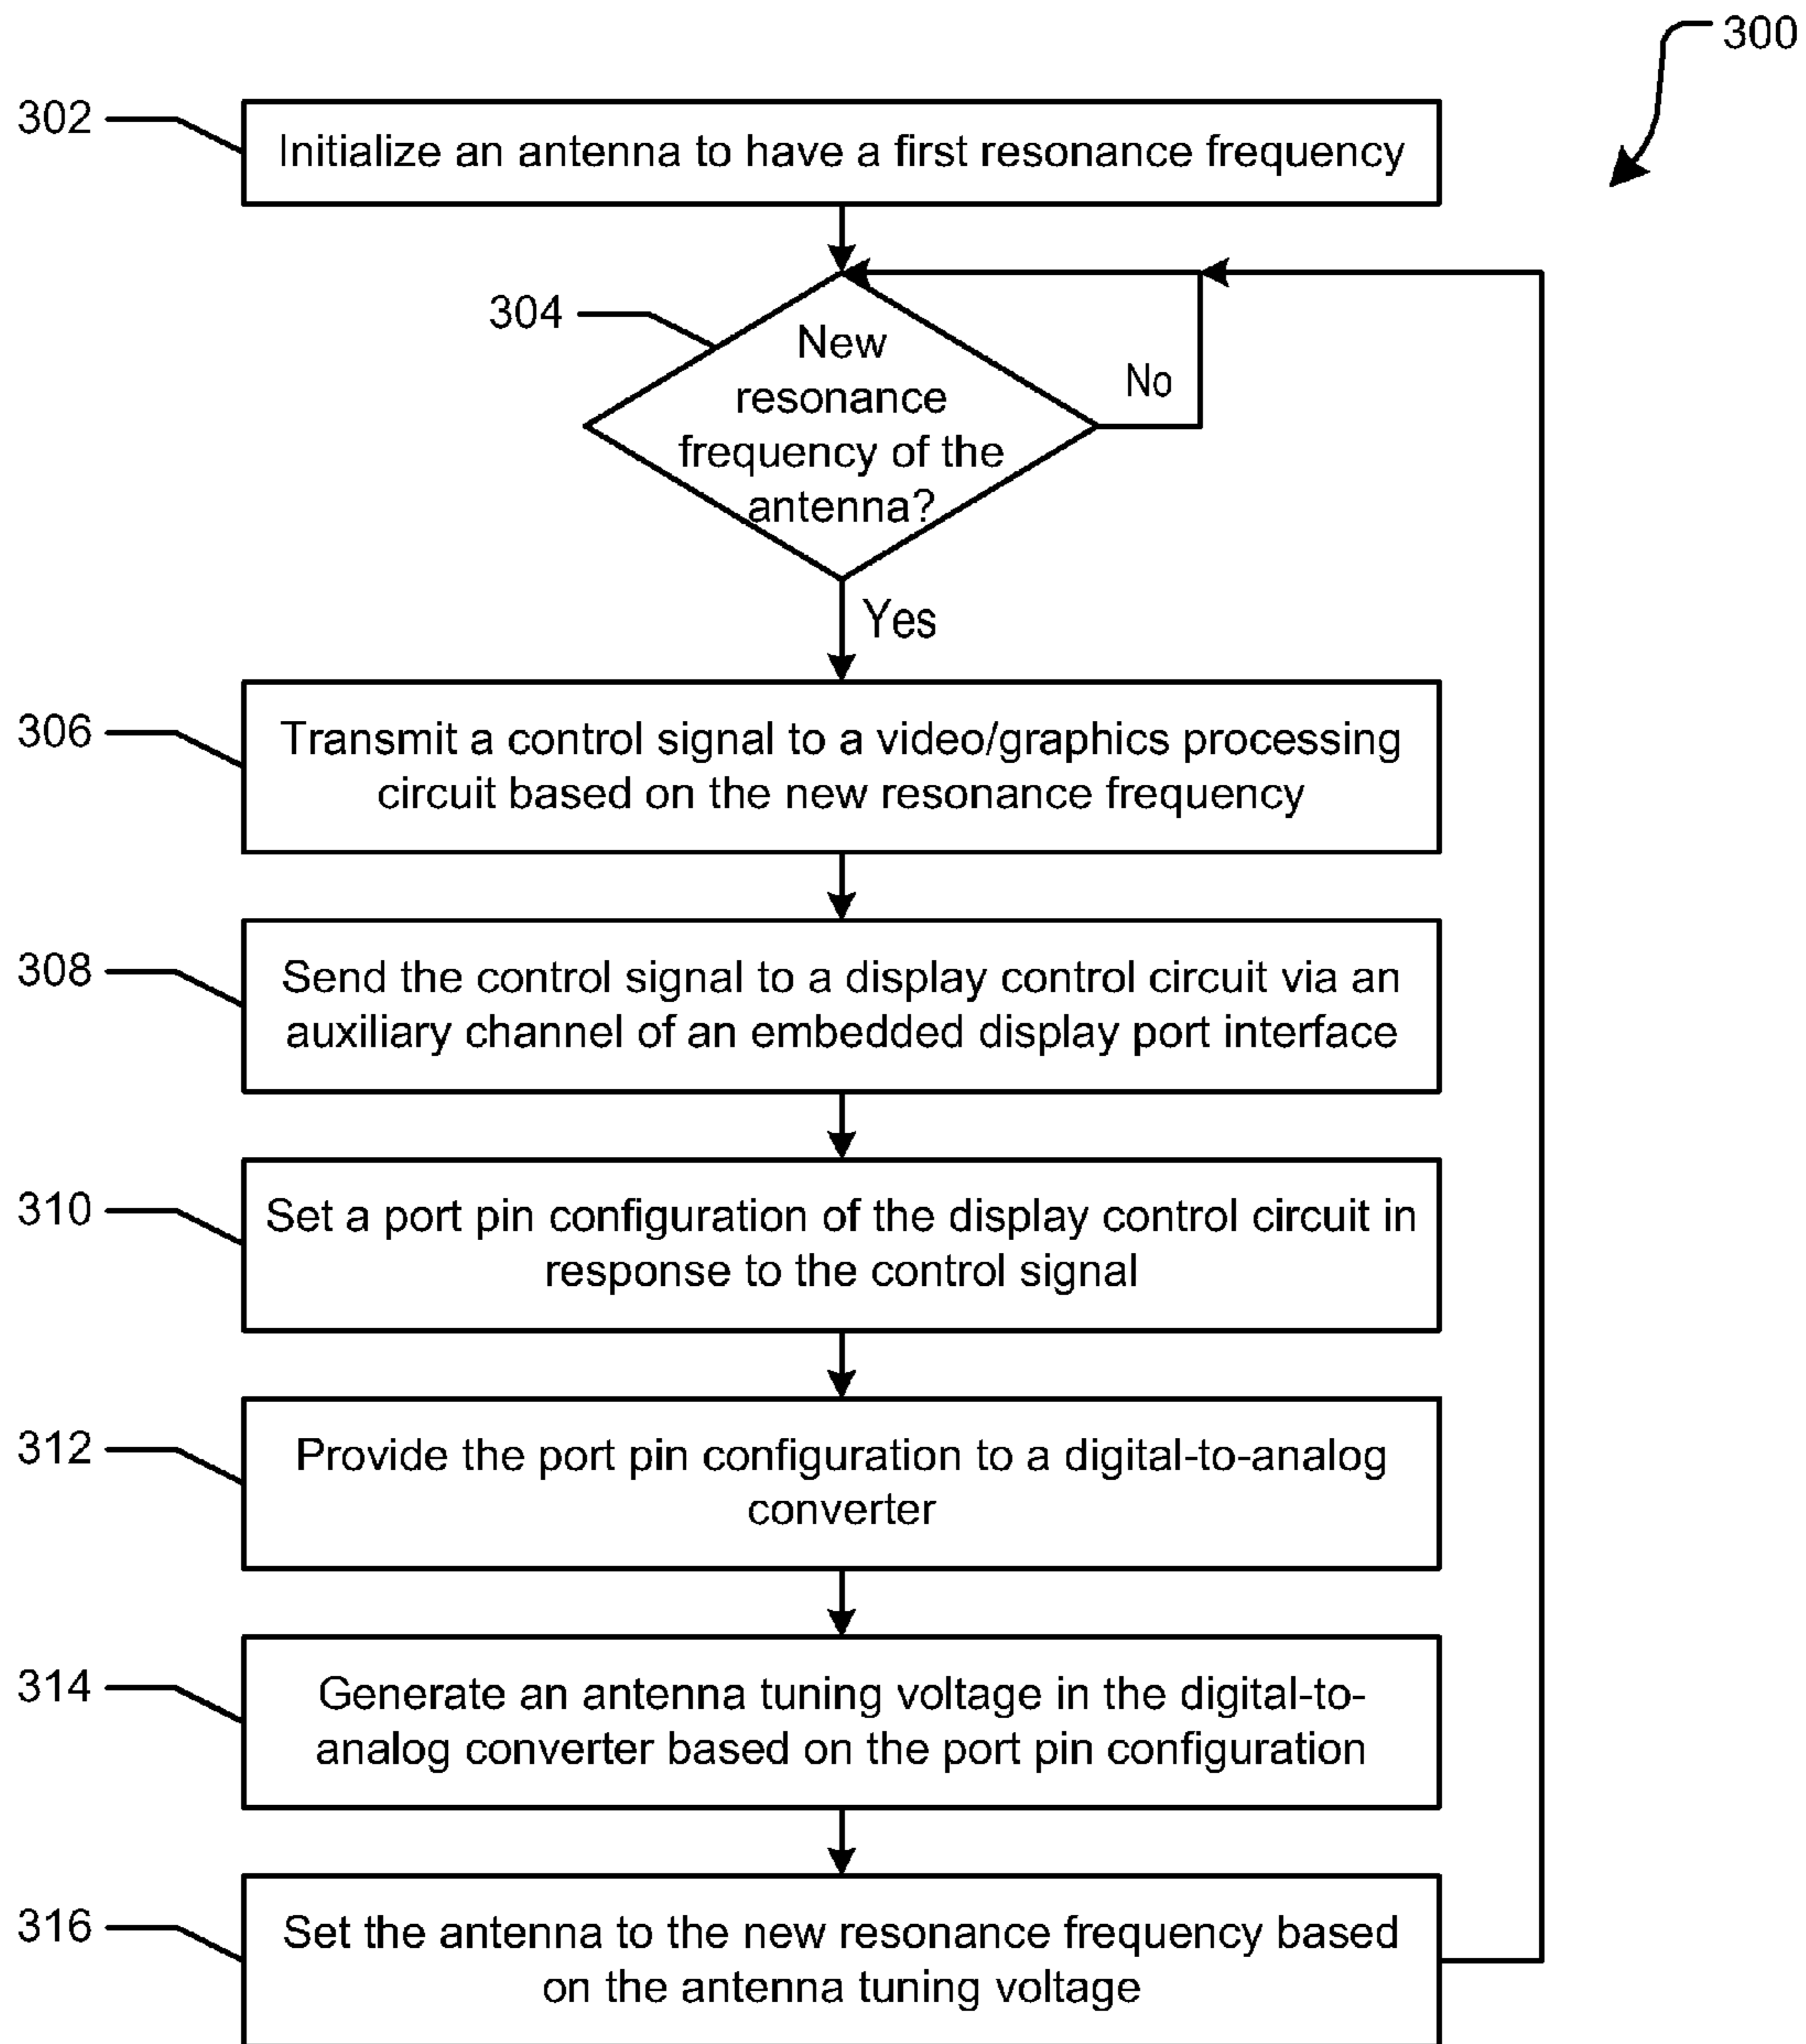 300
302
Initialize an antenna to have a first resonance frequency
304
New
resonance
frequency of the
antenna?
No
Yes
306
Transmit a control signal to a video/graphics processing
circuit based on the new resonance frequency
308
Send the control signal to a display control circuit via an
auxiliary channel of an embedded display port interface
310
Set a port pin configuration of the display control circuit in
response to the control signal
312
Provide the port pin configuration to a digital-to-analog
converter
314
Generate an antenna tuning voltage in the digital-to-
analog converter based on the port pin configuration
316
Set the antenna to the new resonance frequency based
on the antenna tuning voltage